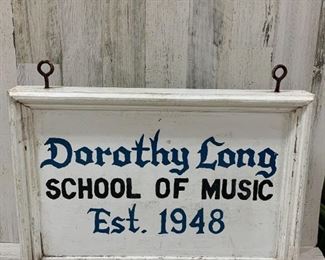 Dorothy Long
SCHOOL OF MUSIC
Est. 1948